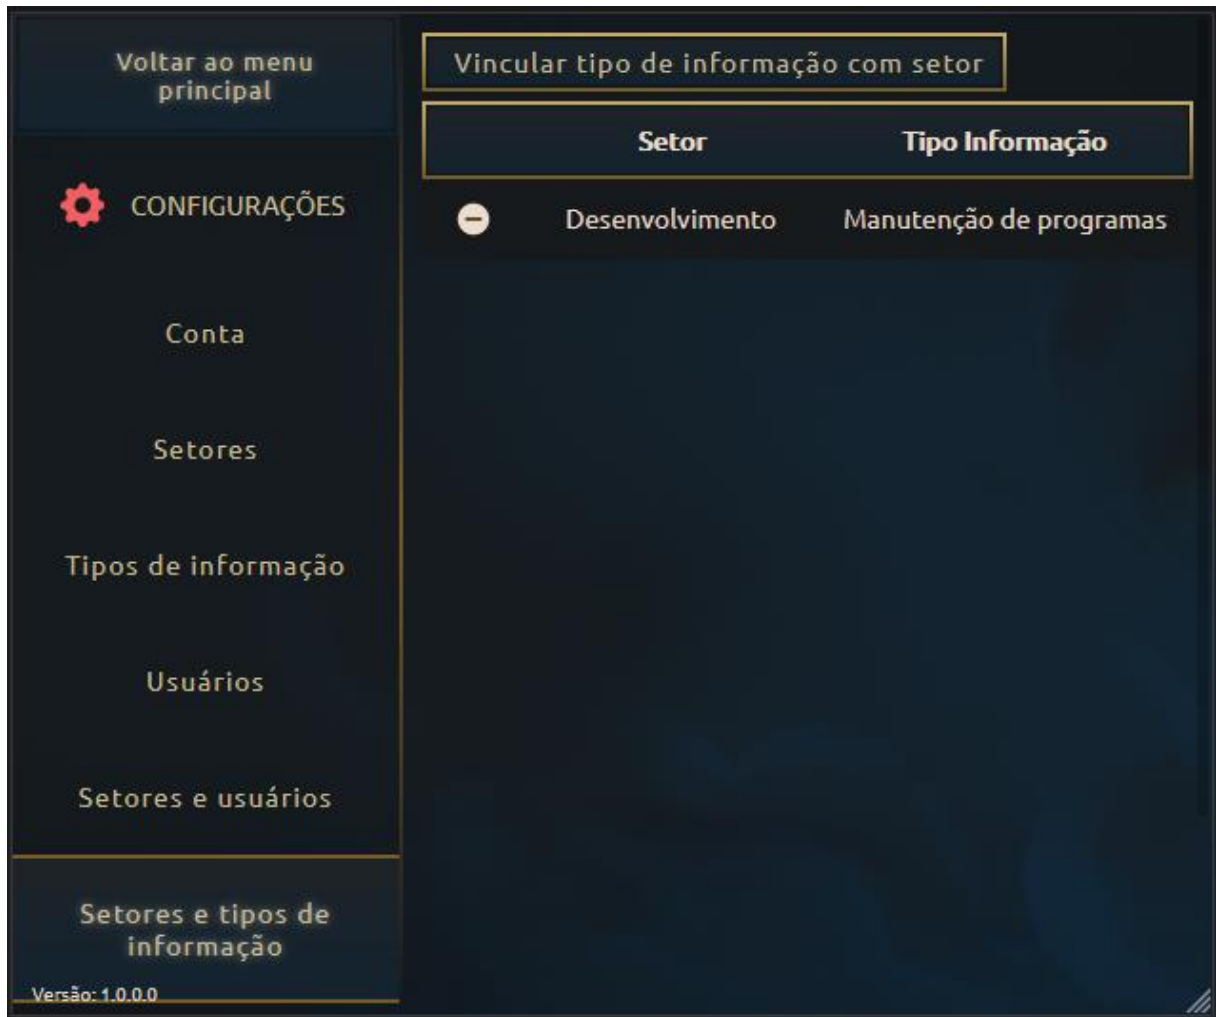 Voltar ao menu
principal
CONFIGURAÇÕES
Conta
Setores
Tipos de informação
Usuários
Setores e usuários
Setores e tipos de
informação
Versão: 1.0.0.0
Vincular tipo de informação com setor
Setor Tipo Informação
Desenvolvimento Manutenção de programas